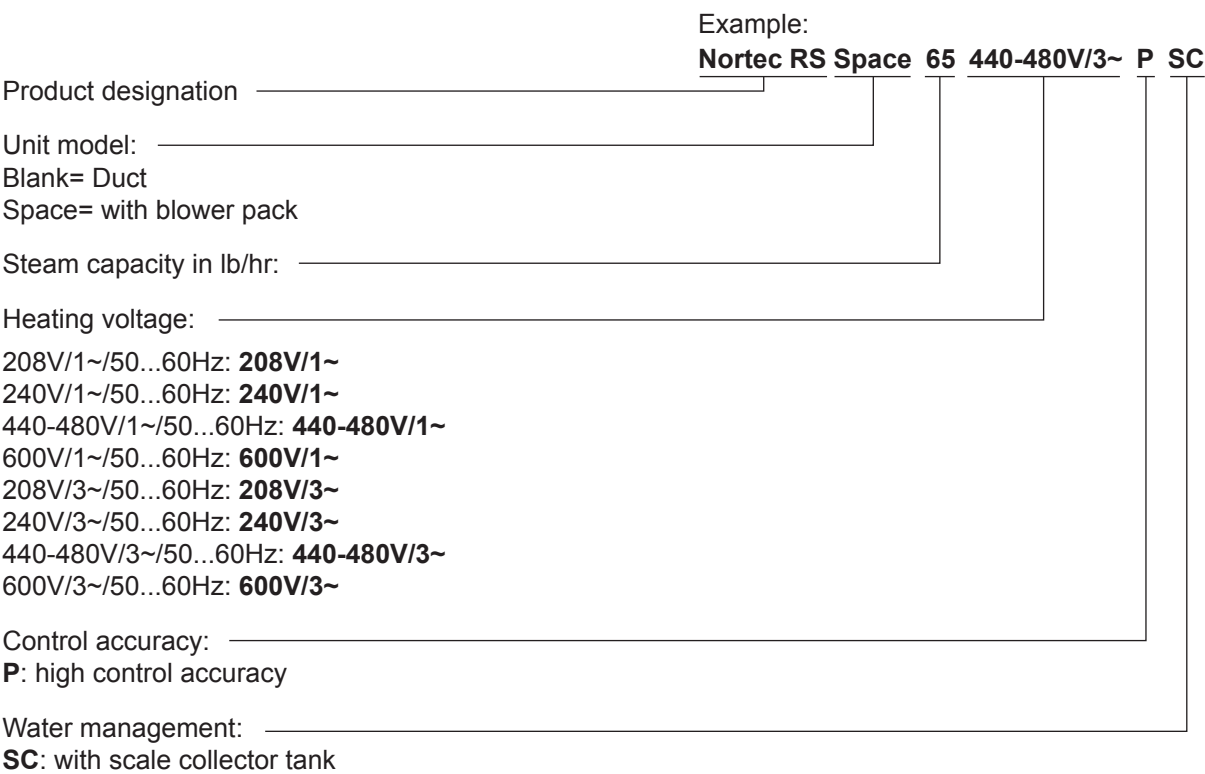 Example:
Nortec RS Space 65 440-480V/3~ P SC
Product designation
Unit model:
Blank= Duct
Space= with blower pack
Steam capacity in lb/hr:
Heating voltage:
208V/1~/50...60Hz: 208V/1~
240V/1~/50...60Hz: 240V/1~
440-480V/1~/50...60Hz: 440-480V/1~
600V/1~/50...60Hz: 600V/1~
208V/3~/50...60Hz: 208V/3~
240V/3~/50...60Hz: 240V/3~
440-480V/3~/50...60Hz: 440-480V/3~
600V/3~/50...60Hz: 600V/3~
Control accuracy:
P: high control accuracy
Water management:
SC: with scale collector tank